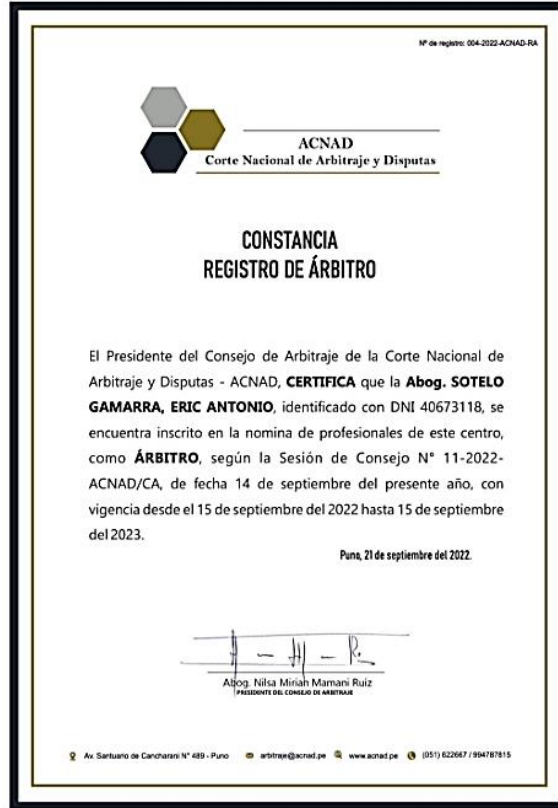 Nº de registro: 004-2022-ACNAD-RA
ACNAD
Corte Nacional de Arbitraje y Disputas
CONSTANCIA
REGISTRO DE ÁRBITRO
El Presidente del Consejo de Arbitraje de la Corte Nacional de
Arbitraje y Disputas - ACNAD, CERTIFICA que la Abog. SOTELO
GAMARRA, ERIC ANTONIO, identificado con DNI 40673118, se
encuentra inscrito en la nomina de profesionales de este centro,
como ÁRBITRO, según la Sesión de Consejo N° 11-2022-
ACNAD/CA, de fecha 14 de septiembre del presente año, con
vigencia desde el 15 de septiembre del 2022 hasta 15 de septiembre
del 2023.
Puno, 21 de septiembre del 2022.
Abog. Nilsa Mirian Mamani Ruiz
PRESIDENTE DEL CONSEJO DE ARBITRAJE
Av. Santuario de Cancharani N° 489 - Puno arbitraje@acnad.pe www.acnad.pe (051) 622667 / 994787815